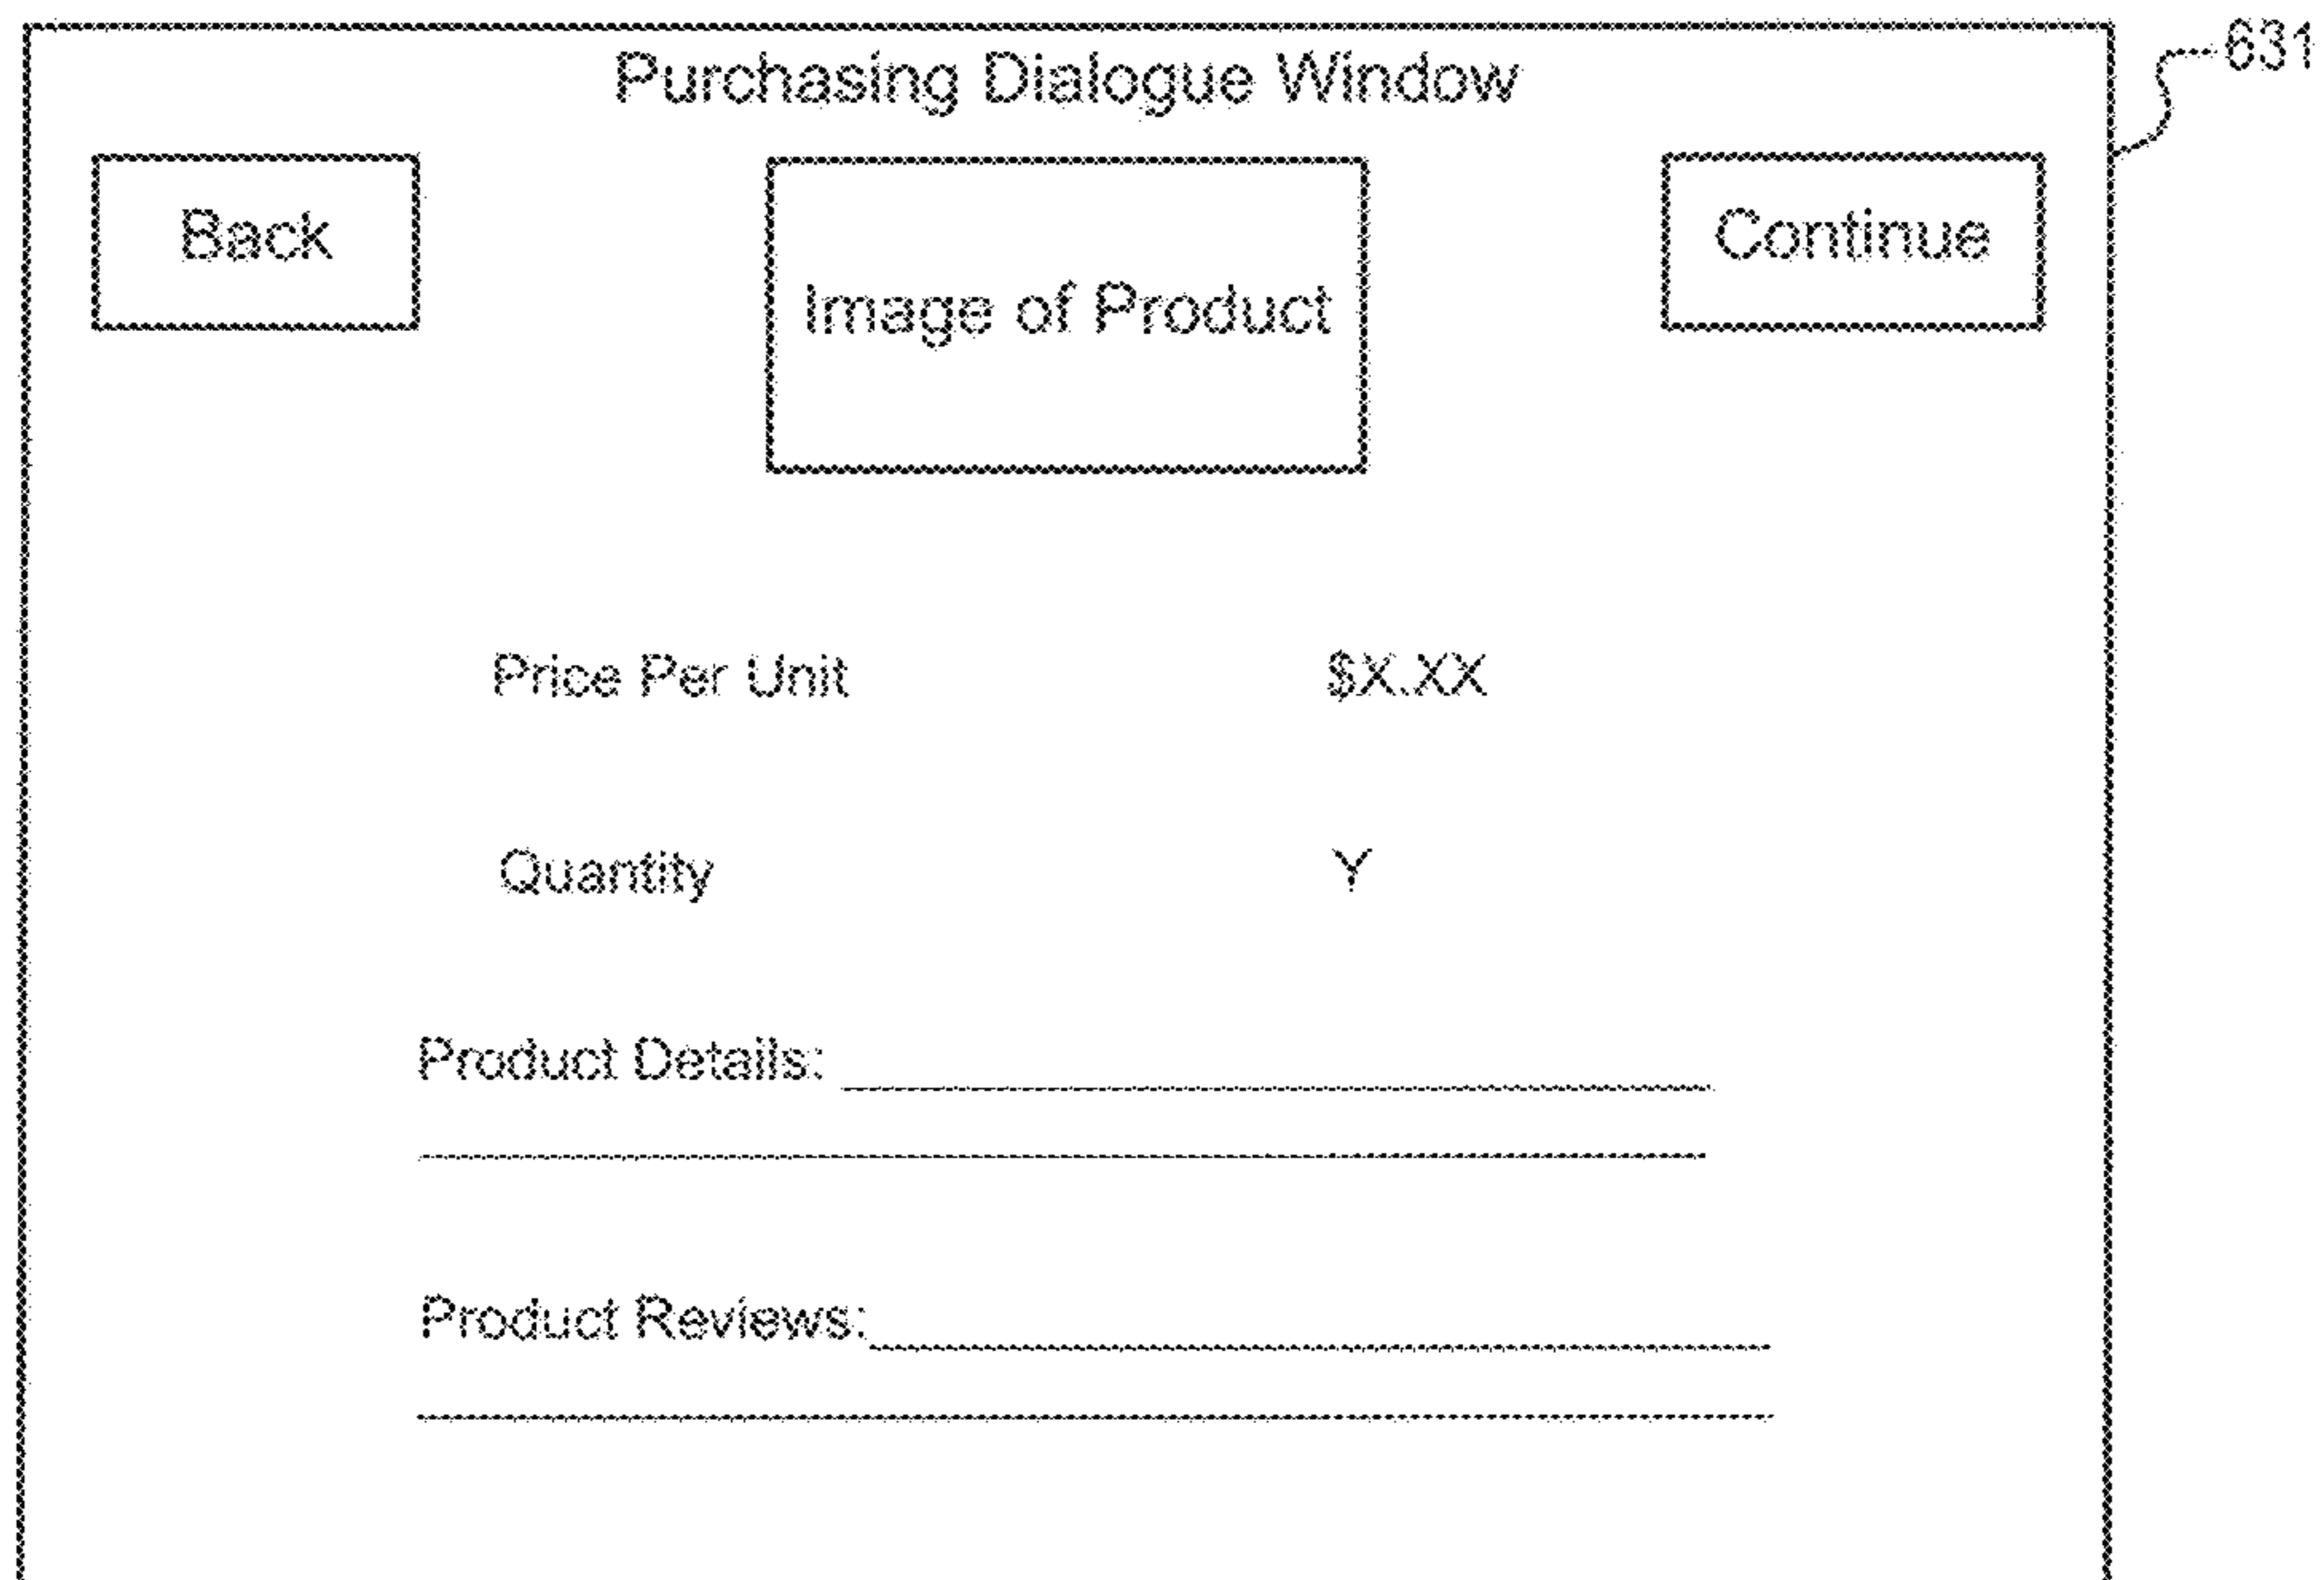 631
Purchasing Dialogue Window
Back
Image of Product
Continue
Price Per Unit $X.XX
Quantity Y
Product Details:
Product Reviews: